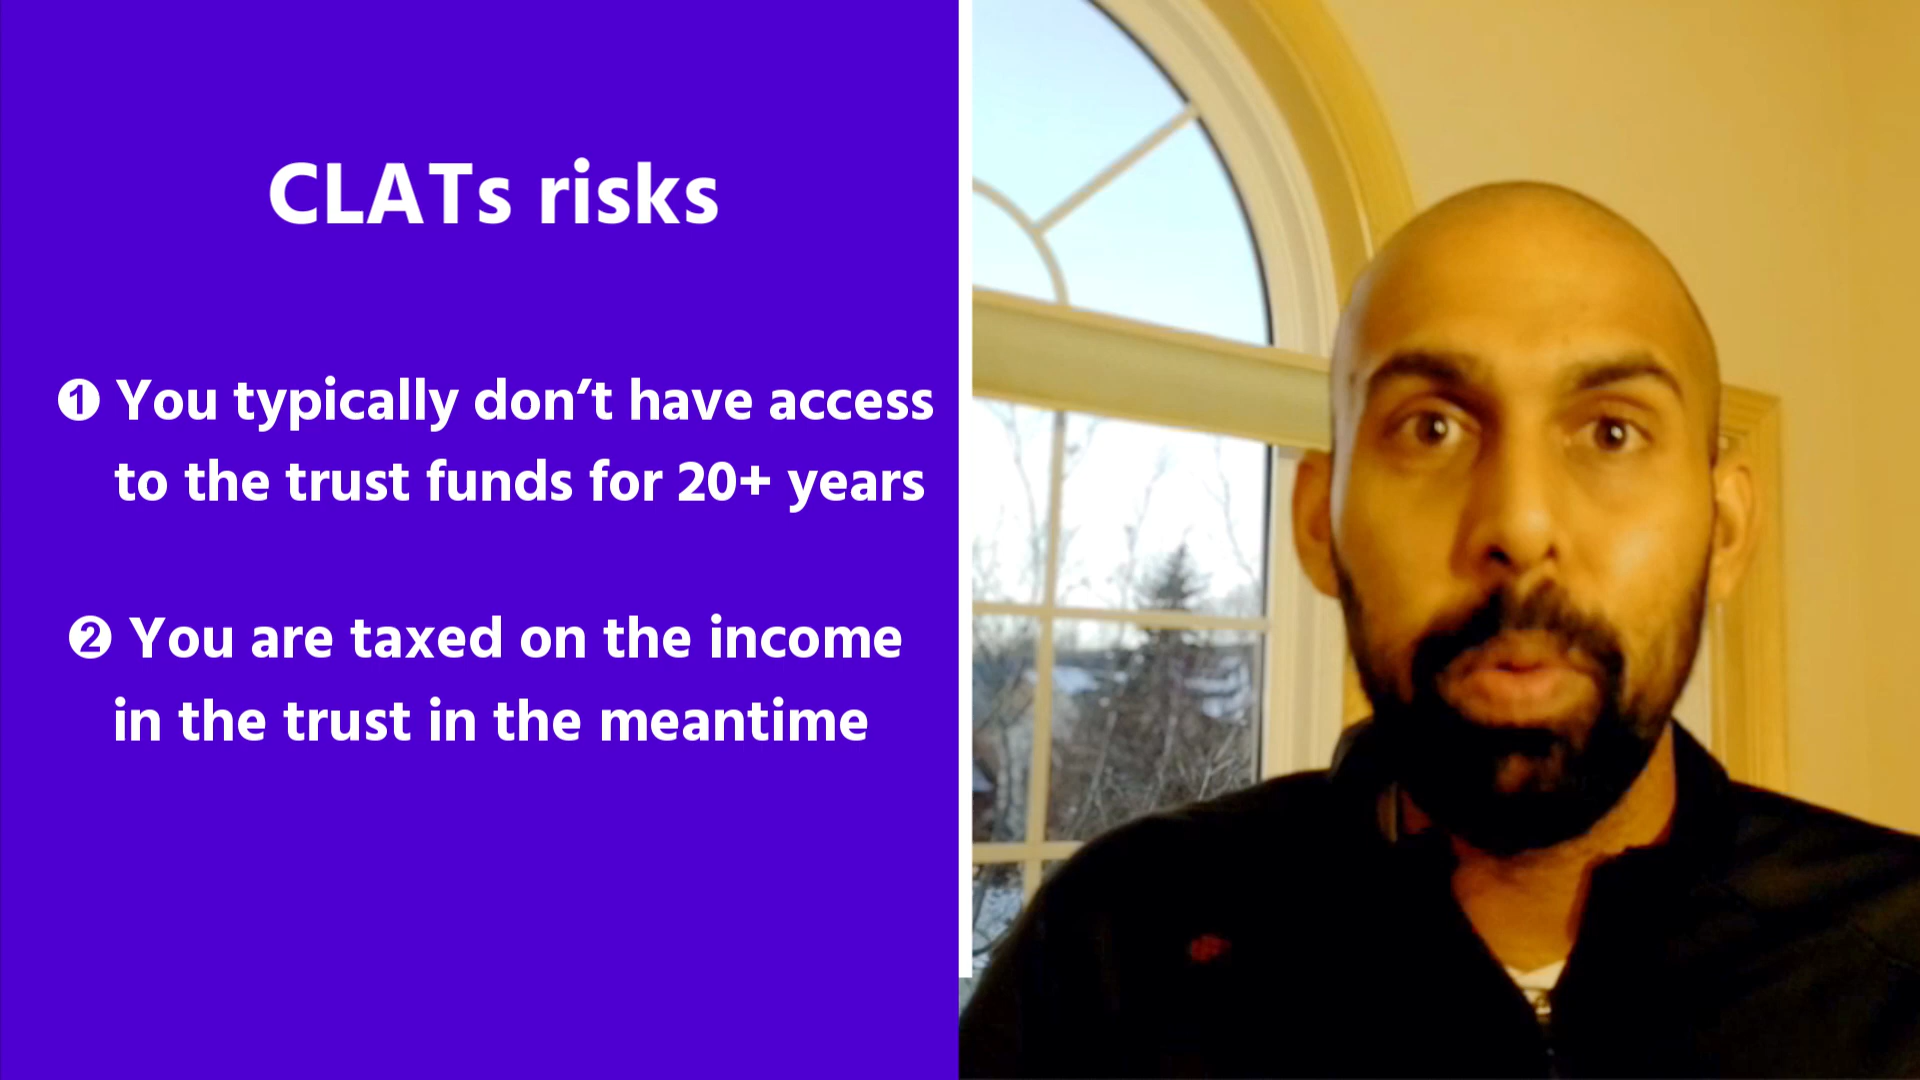 CLATs risks
❶ You typically don’t have access
to the trust funds for 20+ years
❷ You are taxed on the income
in the trust in the meantime